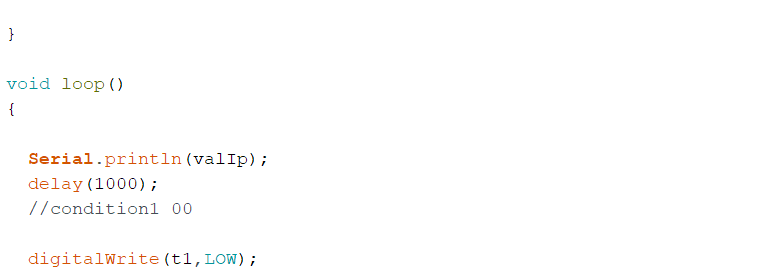 }
void loop()
{
Serial.println(valIp);
delay(1000);
//condition1 00
digitalWrite(t1,LOW);